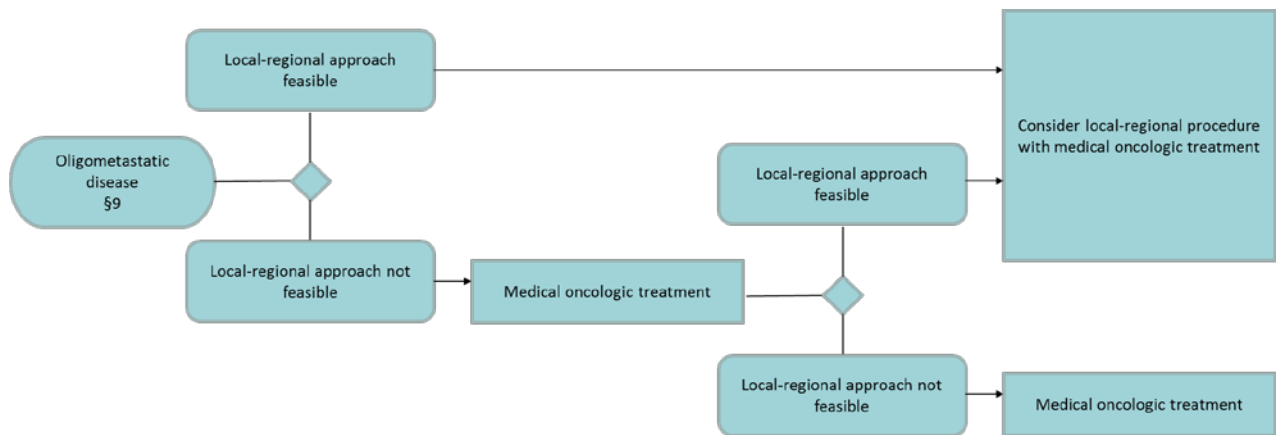 Local-regional approach
feasible
Oligometastatic
disease
§9
Local-regional approach not
feasible
Medical oncologic treatment
Local-regional approach
feasible
Local-regional approach not
feasible
Consider local-regional procedure
with medical oncologic treatment
Medical oncologic treatment